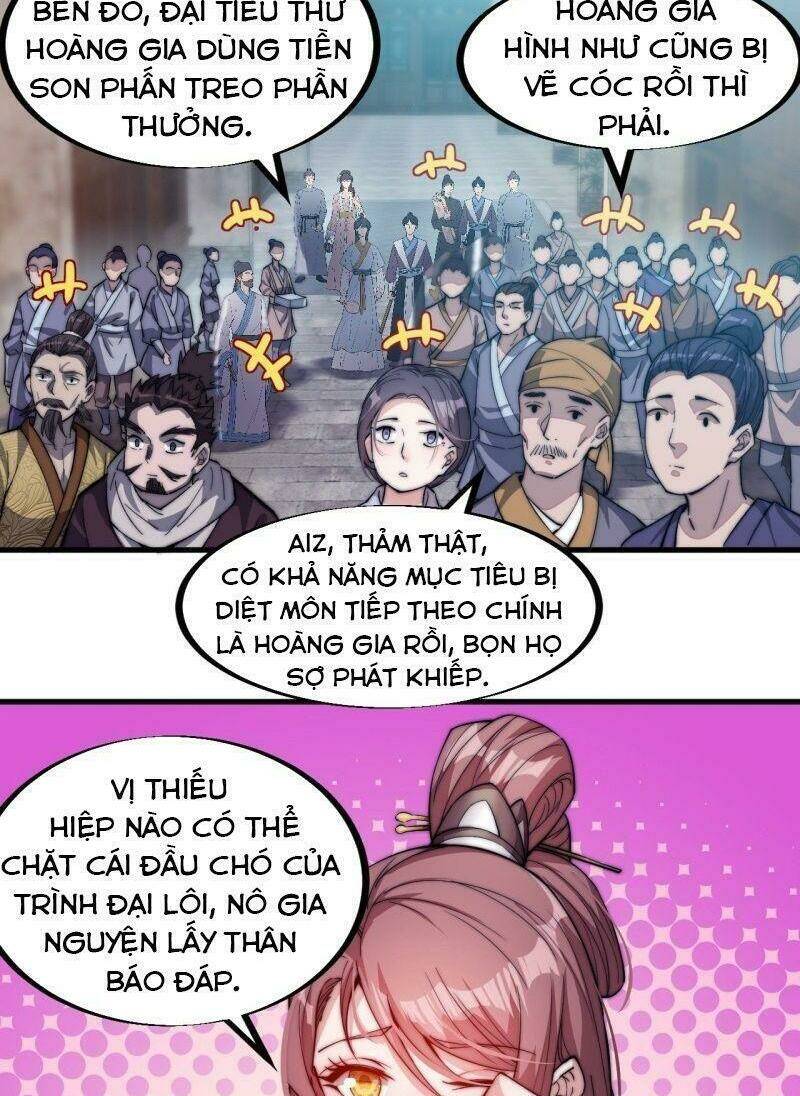 BÊN ĐÓ, ĐẠI TIỂU THƯ
HOÀNG GIA DÙNG TIỀN
SON PHẤN TREO PHẦN
THƯỞNG.
HOÀNG GIA
HÌNH NHƯ CŨNG BỊ
VẼ CÓC RỒI THÌ
PHẢI.
AIZ, THẢM THẬT,
CÓ KHẢ NĂNG MỤC TIÊU BỊ
DIỆT MÔN TIẾP THEO CHÍNH
LÀ HOÀNG GIA RỒI, BỌN HỌ
SỢ PHÁT KHIẾP.
VỊ THIẾU
HIỆP NÀO CÓ THỂ
CHẶT CÁI ĐẦU CHÓ CỦA
TRÌNH ĐẠI LÔI, NÔ GIA
NGUYỆN LẤY THÂN
BÁO ĐÁP.